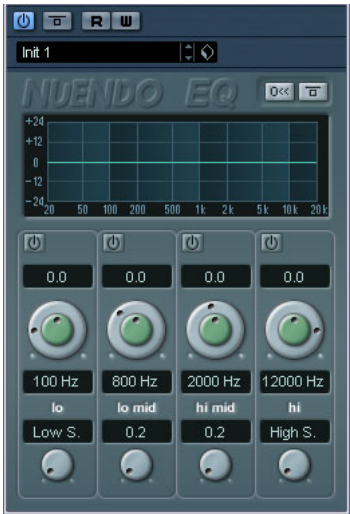 R W
Init 1
NUENDO EQ
0<<
+24
+12
0
-12
-24
20 50 100 200 500 1k 2k 5k 10k 20k
0.0 0.0 0.0 0.0
100 Hz 800 Hz 2000 Hz 12000 Hz
lo lo mid hi mid hi
Low S. 0.2 0.2 High S.